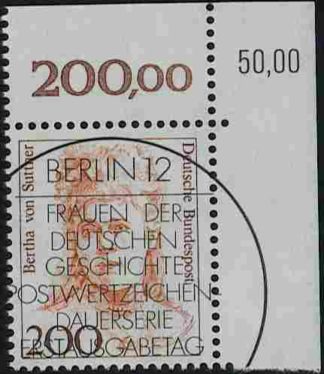 200,00
50,00
Bertha von Suttner
Deutsche Bundespost
BERLIN 12
FRAUEN DER
DEUTSCHEN
GESCHICHTE
POSTWERTZEICHEN
DAUERSERIE
200
ERSTAUSGABETAG